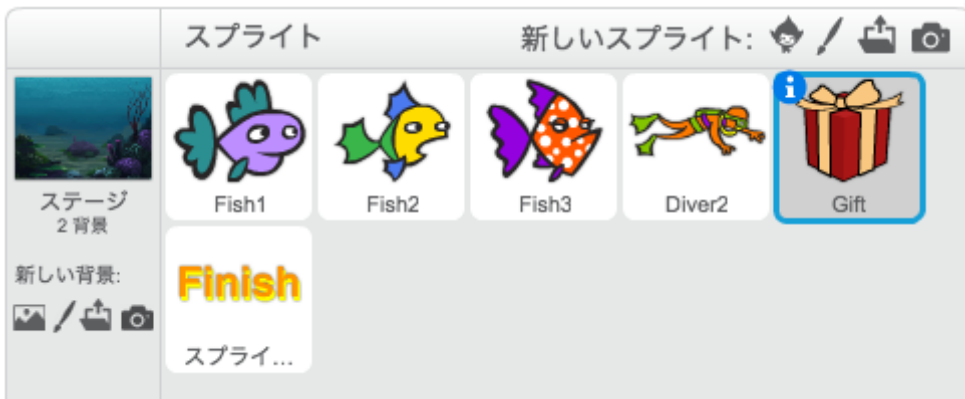 スプライト
新しいスプライト:
ステージ
2 背景
新しい背景:
Fish1
Fish2
Fish3
Diver2
Gift
Finish
スプライ...